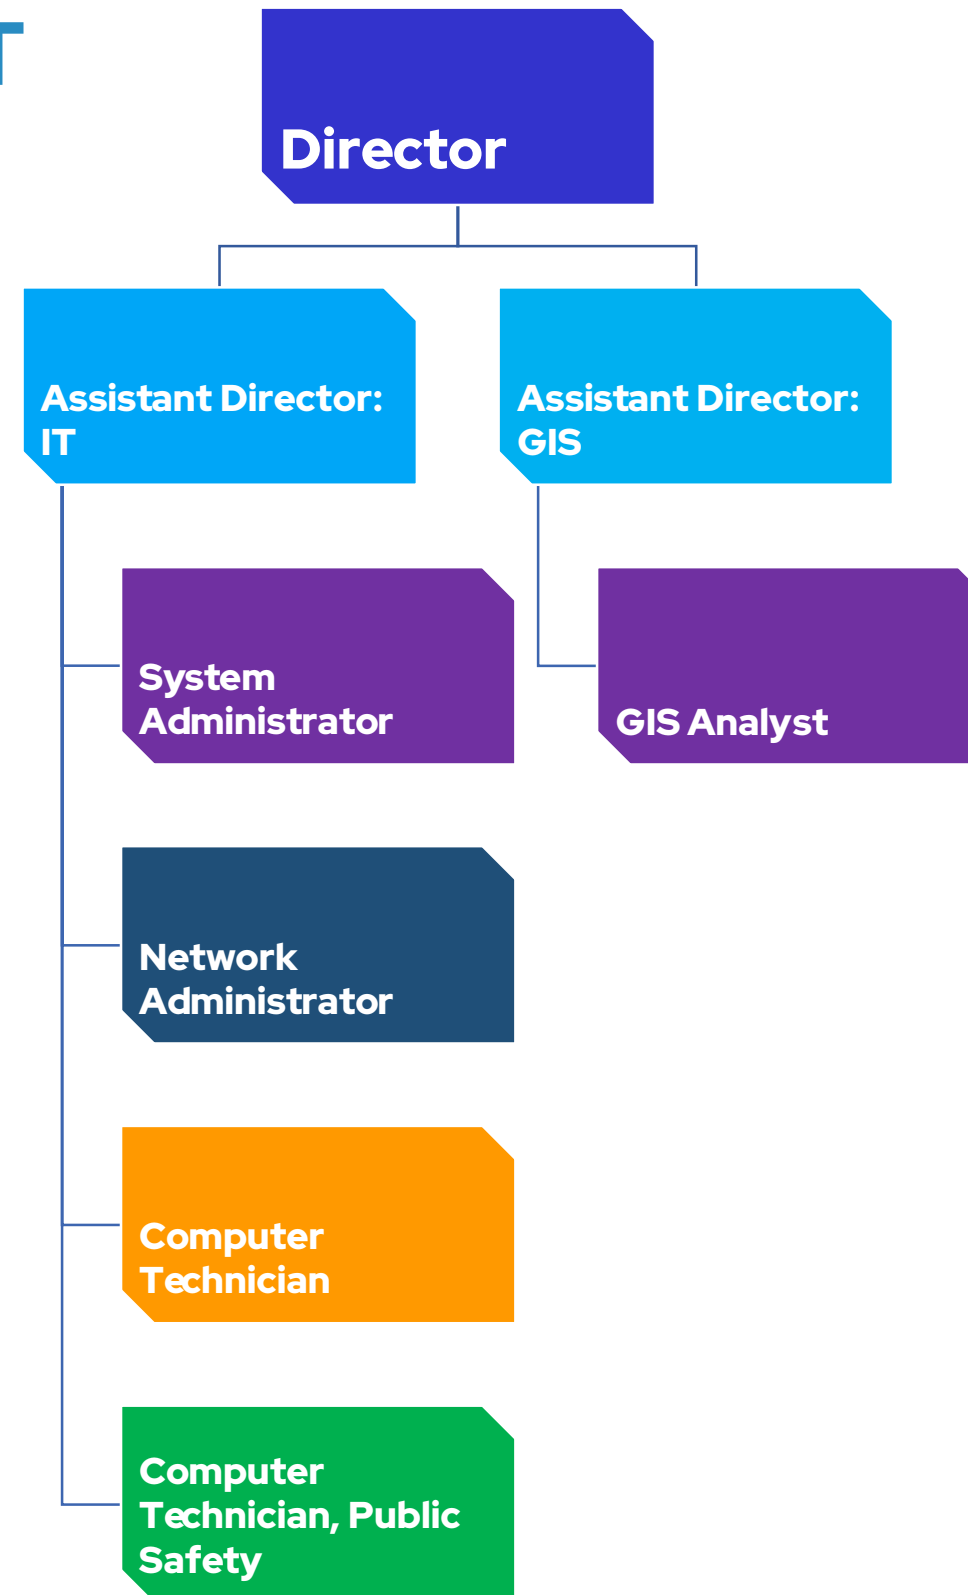 T
Director
Assistant Director:
IT
Assistant Director:
GIS
System
Administrator
GIS Analyst
Network
Administrator
Computer
Technician
Computer
Technician, Public
Safety